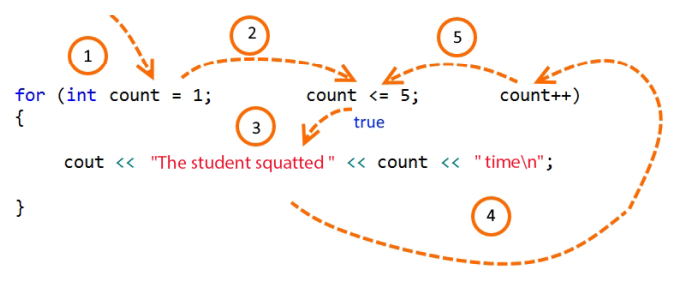 1 2 5
for (int count = 1; count <= 5; count++)
{
3 true
cout << "The student squatted " << count << " time\n";
}
4